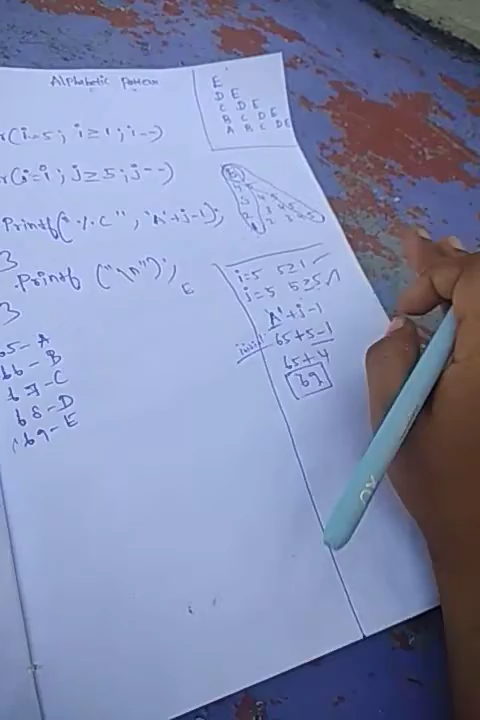 Alphabetic Pattern
r(i=5; i≥1; i--)
r(j=i; j≥5; j--)
Printf("%c", 'A'+j-1);
}
Printf ("\n");
}
E
65- A
66- B
67- C
68- D
69- E
E
D E
C D E
B C D E
A B C D E
i=5 5≥1 ✓
j=5 5≥5 ✓
'A'+j-1
65+5-1
65+4
69